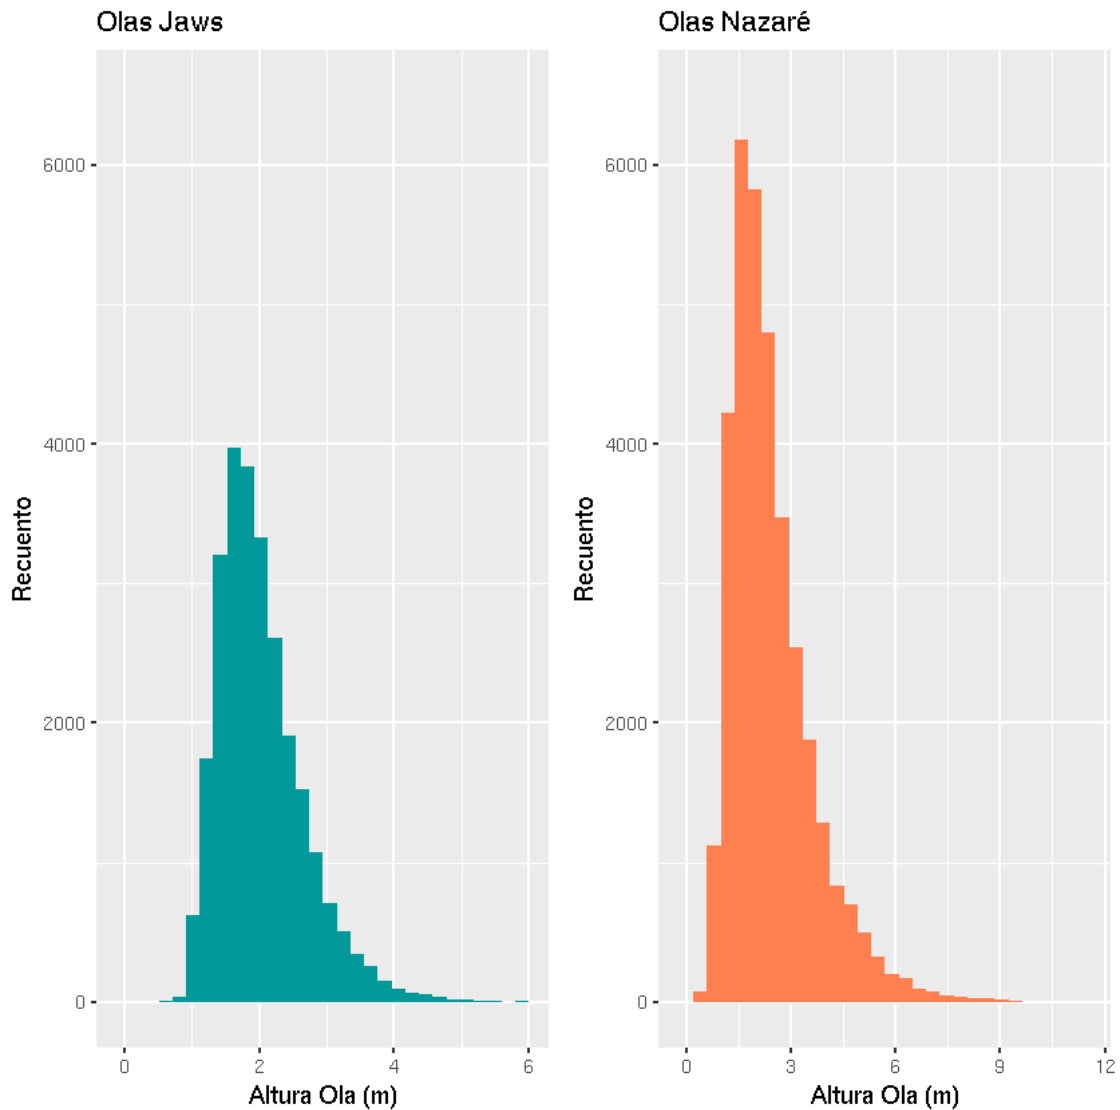 Olas Jaws
6000
4000
2000
0
Recuento
0 2 4 6
Altura Ola (m)
Olas Nazaré
6000
4000
2000
0
Recuento
0 3 6 9 12
Altura Ola (m)